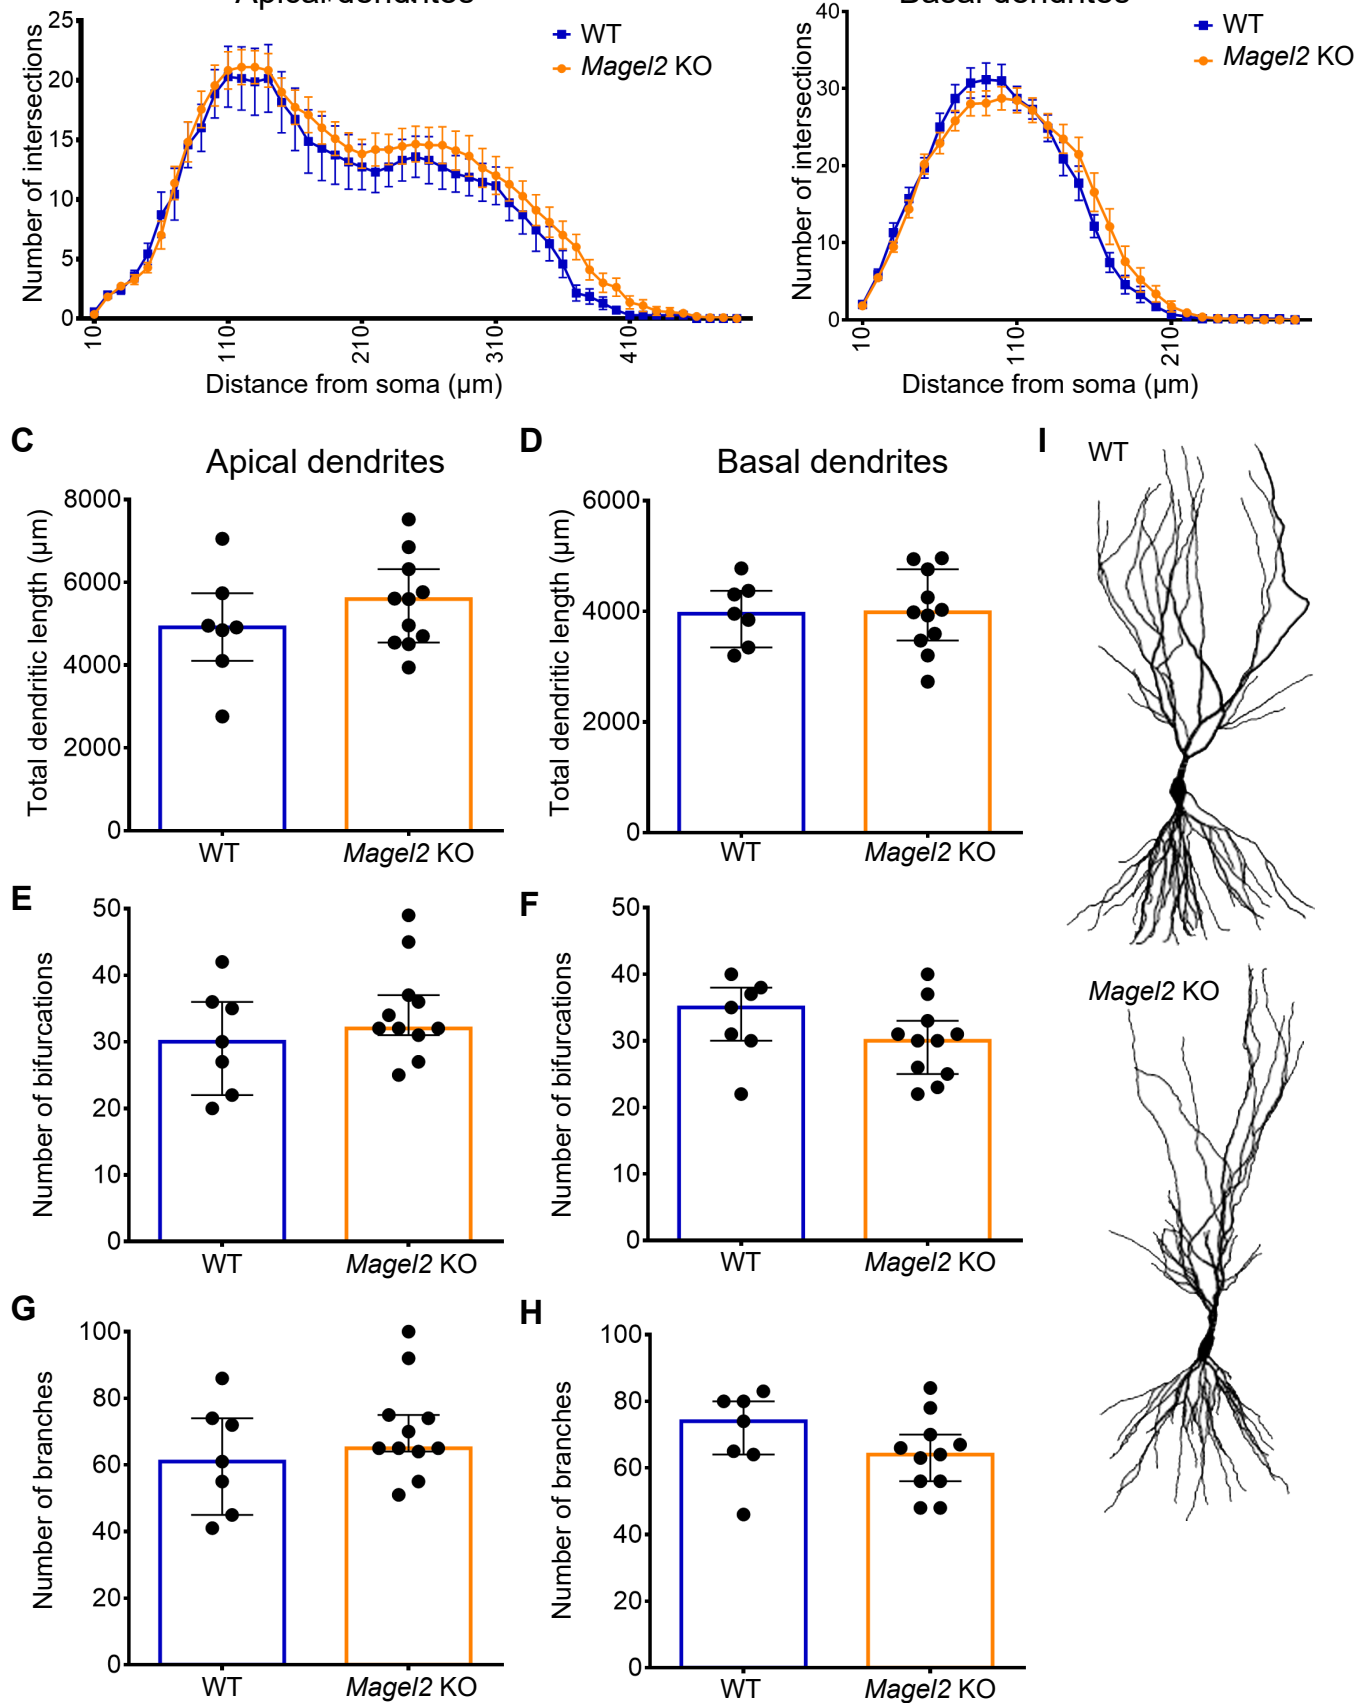 Apical dendrites
Basal dendrites
25
20
15
10
5
0
Number of intersections
WT
Magel2 KO
10
110
210
310
410
Distance from soma (µm)
40
30
20
10
0
Number of intersections
WT
Magel2 KO
10
110
210
Distance from soma (µm)
C
Apical dendrites
8000
6000
4000
2000
0
Total dendritic length (µm)
WT
Magel2 KO
D
Basal dendrites
6000
4000
2000
0
Total dendritic length (µm)
WT
Magel2 KO
I
WT
Magel2 KO
E
50
40
30
20
10
0
Number of bifurcations
WT
Magel2 KO
F
50
40
30
20
10
0
Number of bifurcations
WT
Magel2 KO
G
100
80
60
40
20
0
Number of branches
WT
Magel2 KO
H
100
80
60
40
20
0
Number of branches
WT
Magel2 KO